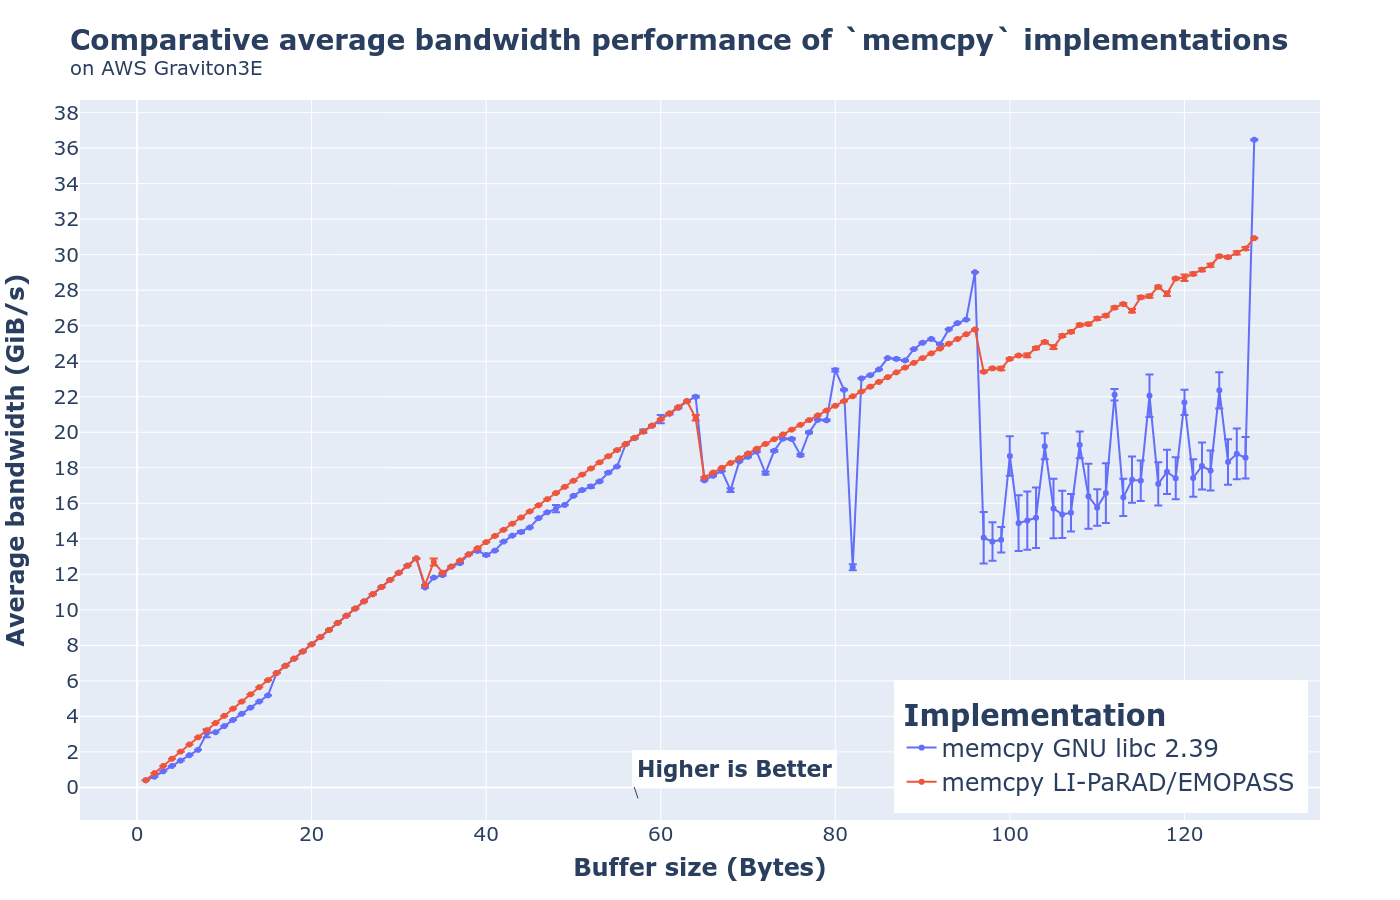 Comparative average bandwidth performance of `memcpy` implementations
on AWS Graviton3E
Average bandwidth (GiB/s)
38
36
34
32
30
28
26
24
22
20
18
16
14
12
10
8
6
4
2
0
Implementation
memcpy GNU libc 2.39
memcpy LI-PaRAD/EMOPASS
Higher is Better
0 20 40 60 80 100 120
Buffer size (Bytes)